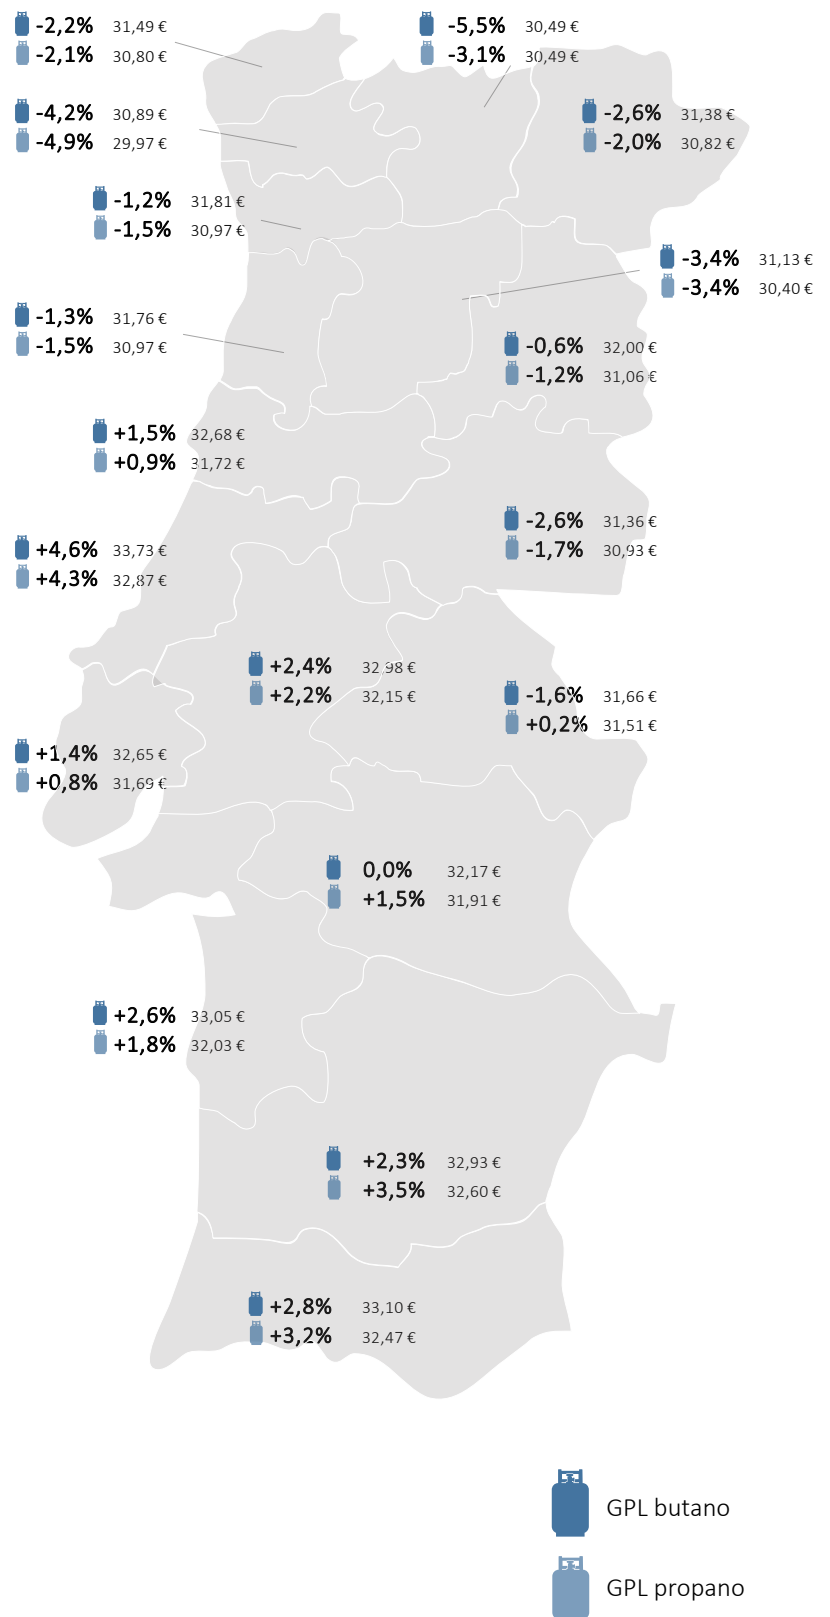 -2,2% 31,49 €
-2,1% 30,80 €
-5,5% 30,49 €
-3,1% 30,49 €
-4,2% 30,89 €
-4,9% 29,97 €
-2,6% 31,38 €
-2,0% 30,82 €
-1,2% 31,81 €
-1,5% 30,97 €
-3,4% 31,13 €
-3,4% 30,40 €
-1,3% 31,76 €
-1,5% 30,97 €
-0,6% 32,00 €
-1,2% 31,06 €
+1,5% 32,68 €
+0,9% 31,72 €
-2,6% 31,36 €
-1,7% 30,93 €
+4,6% 33,73 €
+4,3% 32,87 €
+2,4% 32,98 €
+2,2% 32,15 €
-1,6% 31,66 €
+0,2% 31,51 €
+1,4% 32,65 €
+0,8% 31,69 €
0,0% 32,17 €
+1,5% 31,91 €
+2,6% 33,05 €
+1,8% 32,03 €
+2,3% 32,93 €
+3,5% 32,60 €
+2,8% 33,10 €
+3,2% 32,47 €
GPL butano
GPL propano